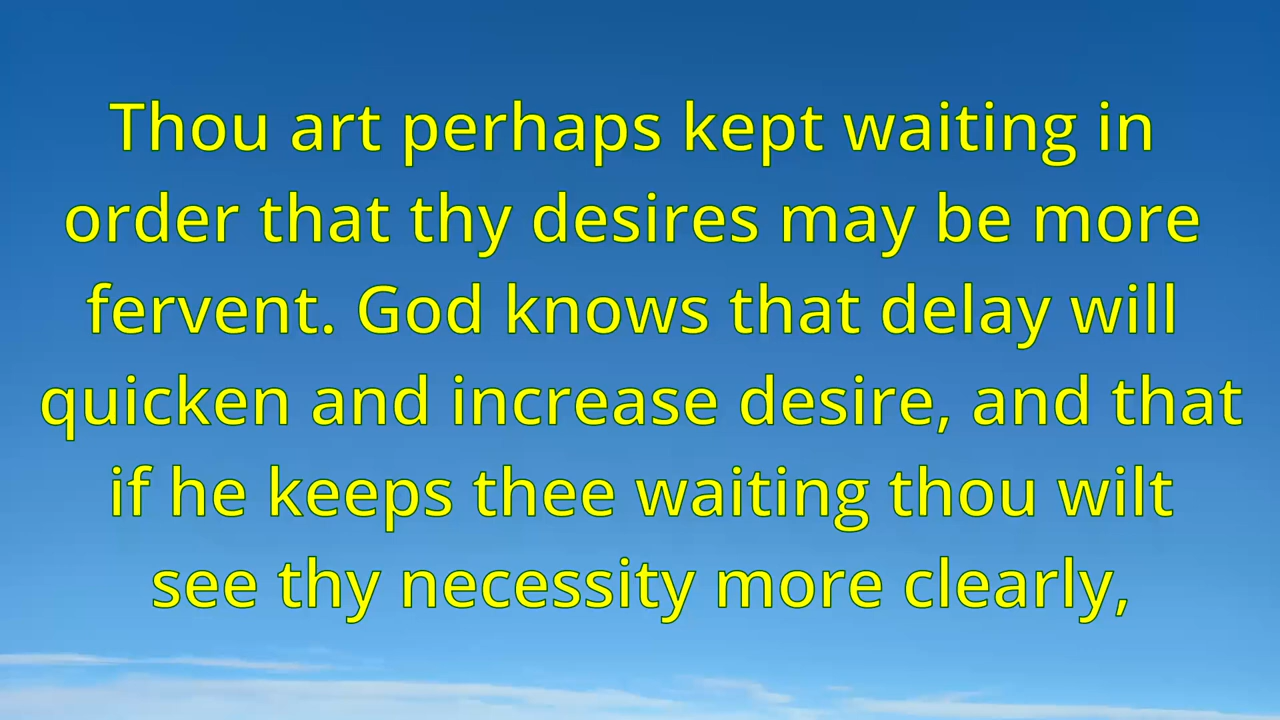 Thou art perhaps kept waiting in
order that thy desires may be more
fervent. God knows that delay will
quicken and increase desire, and that
if he keeps thee waiting thou wilt
see thy necessity more clearly,